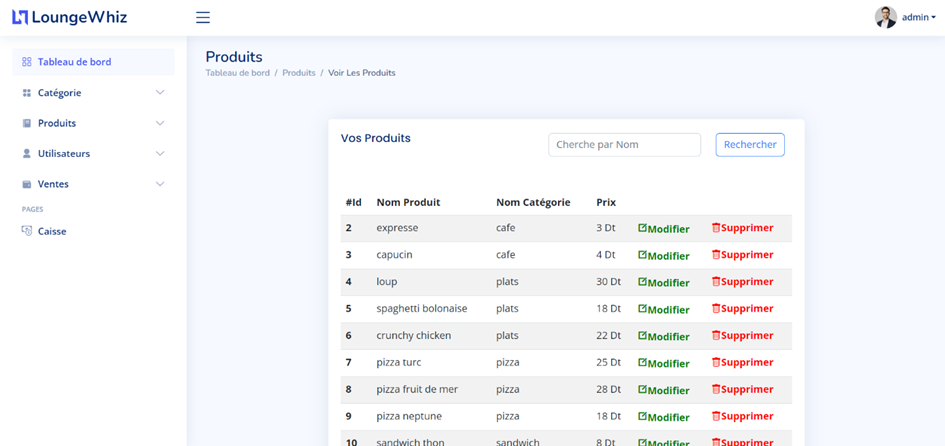 LoungeWhiz
admin
Tableau de bord
Catégorie
Produits
Utilisateurs
Ventes
PAGES
Caisse
Produits
Tableau de bord / Produits / Voir Les Produits
Vos Produits
Cherche par Nom
Rechercher
#Id Nom Produit Nom Catégorie Prix
2 expresse cafe 3 Dt Modifier Supprimer
3 capucin cafe 4 Dt Modifier Supprimer
4 loup plats 30 Dt Modifier Supprimer
5 spaghetti bolonaise plats 18 Dt Modifier Supprimer
6 crunchy chicken plats 22 Dt Modifier Supprimer
7 pizza turc pizza 25 Dt Modifier Supprimer
8 pizza fruit de mer pizza 28 Dt Modifier Supprimer
9 pizza neptune pizza 18 Dt Modifier Supprimer
10 sandwich thon sandwich 8 Dt Modifier Supprimer